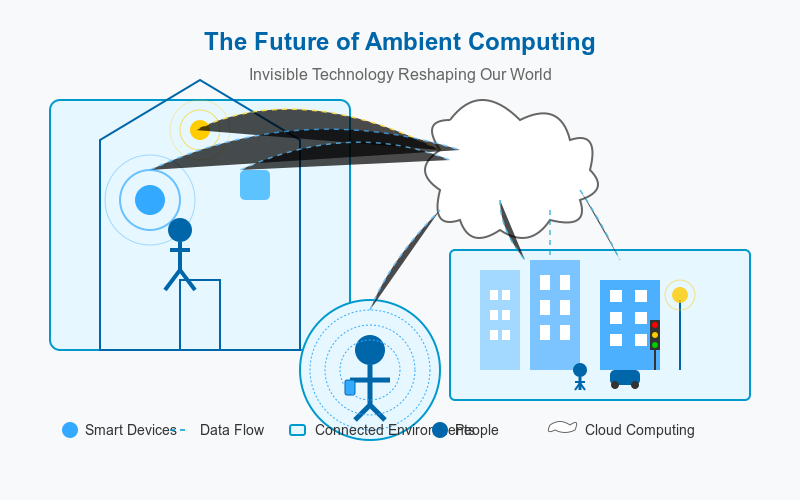 The Future of Ambient Computing
Invisible Technology Reshaping Our World
Smart Devices
Data Flow
Connected Environments
People
Cloud Computing